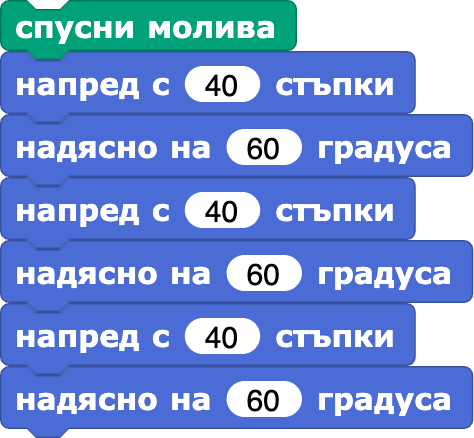 спусни молива
напред с 40 стъпки
надясно на 60 градуса
напред с 40 стъпки
надясно на 60 градуса
напред с 40 стъпки
надясно на 60 градуса